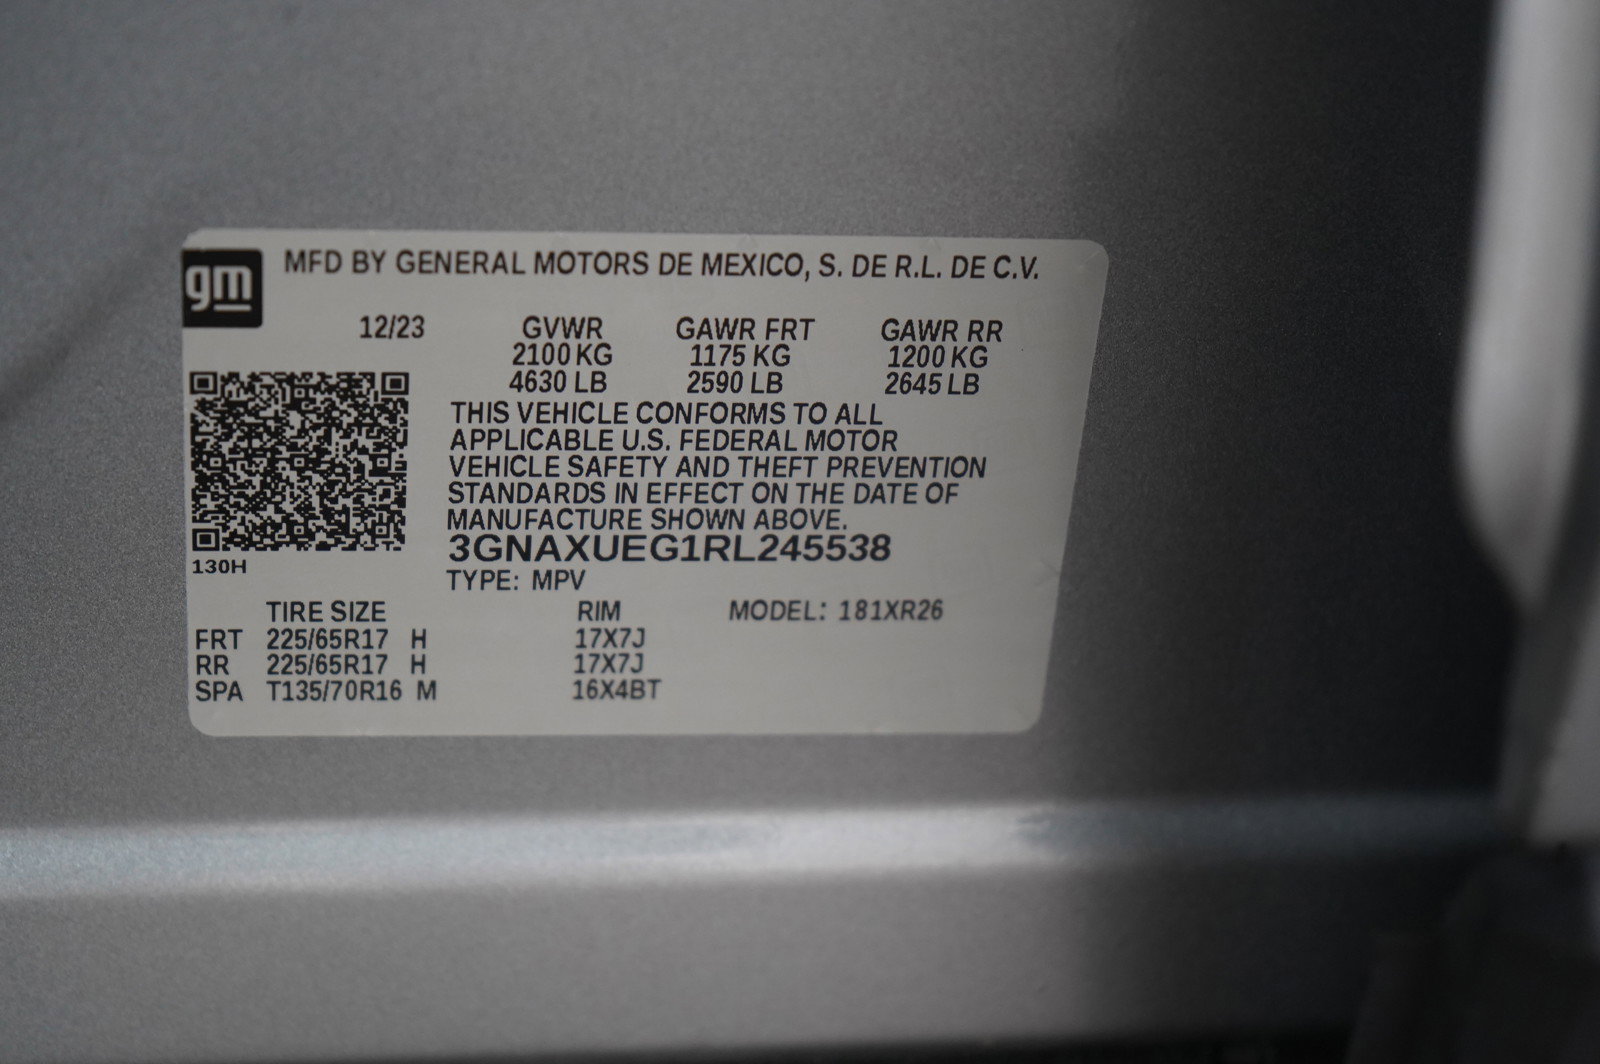 gm
MFD BY GENERAL MOTORS DE MEXICO, S. DE R.L. DE C.V.
12/23 GVWR GAWR FRT GAWR RR
2100 KG 1175 KG 1200 KG
4630 LB 2590 LB 2645 LB
THIS VEHICLE CONFORMS TO ALL
APPLICABLE U.S. FEDERAL MOTOR
VEHICLE SAFETY AND THEFT PREVENTION
STANDARDS IN EFFECT ON THE DATE OF
MANUFACTURE SHOWN ABOVE.
3GNAXUEG1RL245538
130H
TYPE: MPV
TIRE SIZE RIM MODEL: 181XR26
FRT 225/65R17 H 17X7J
RR 225/65R17 H 17X7J
SPA T135/70R16 M 16X4BT